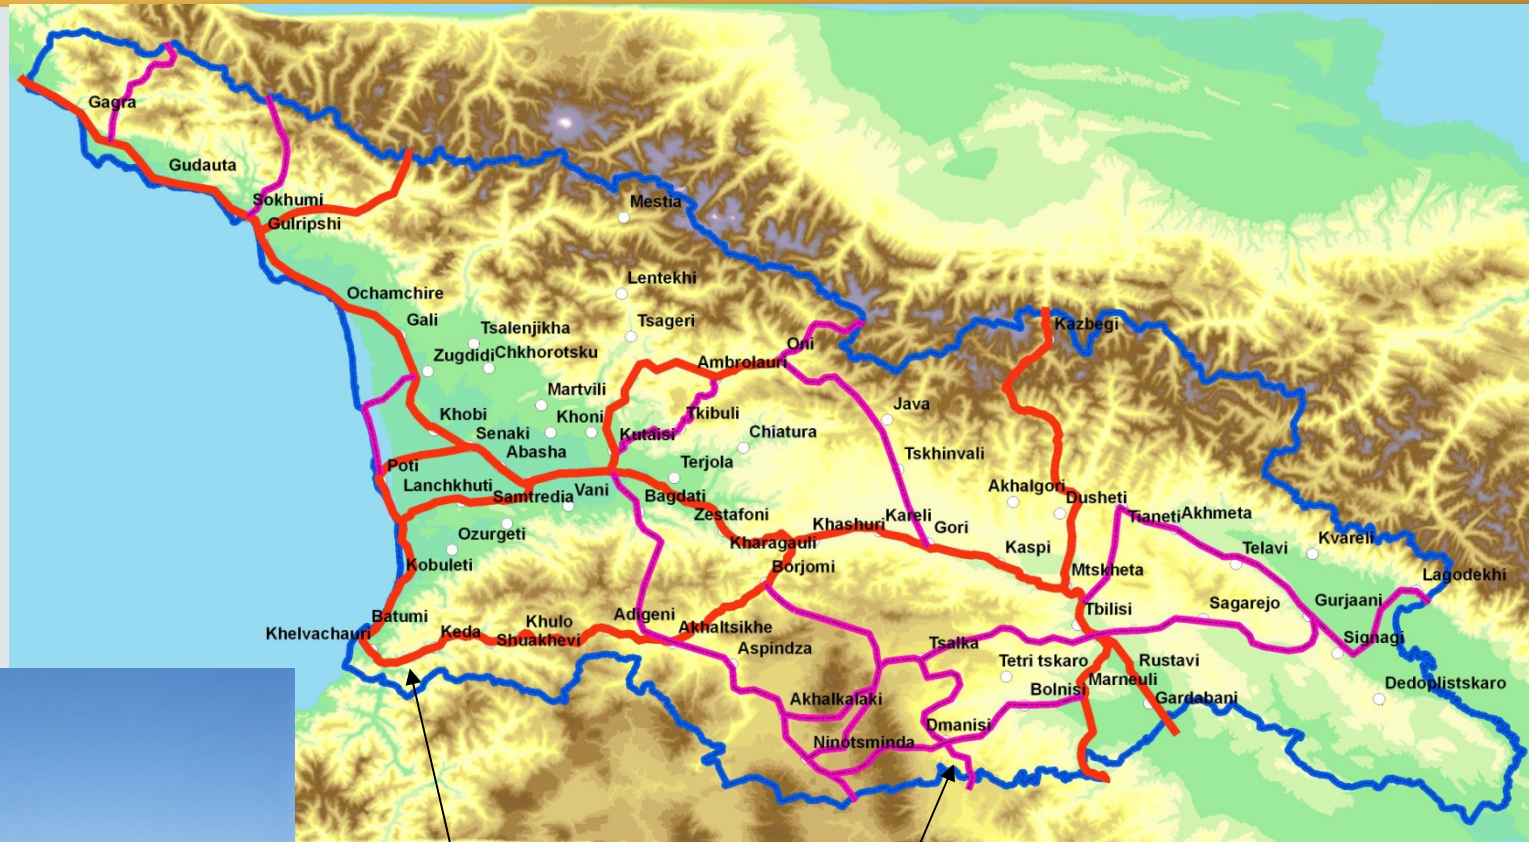 Gagra
Gudauta
Sokhumi
Gulripshi
Mestia
Lentekhi
Ochamchire
Gali
Tsalenjikha
Tsageri
Kazbegi
Zugdidi
Chkhorotsku
Oni
Ambrolauri
Martvili
Java
Khobi
Khoni
Tkibuli
Senaki
Kutaisi
Chiatura
Abasha
Tskhinvali
Poti
Terjola
Lanchkhuti
Samtredia
Vani
Bagdati
Akhalgori
Dusheti
Zestafoni
Tianeti
Akhmeta
Khashuri
Kareli
Gori
Ozurgeti
Kharagauli
Kaspi
Telavi
Kvareli
Kobuleti
Borjomi
Mtskheta
Lagodekhi
Batumi
Adigeni
Tbilisi
Sagarejo
Gurjaani
Khelvachauri
Keda
Khulo
Shuakhevi
Akhaltsikhe
Aspindza
Tsalka
Signagi
Tetri tskaro
Rustavi
Marneuli
Dedoplistskaro
Akhalkalaki
Bolnisi
Gardabani
Dmanisi
Ninotsminda